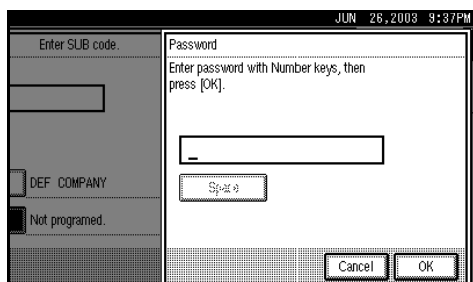 JUN 26,2003 9:37PM
Enter SUB code.
Password
Enter password with Number keys, then
press [OK].
_
Space
DEF COMPANY
Not programed.
Cancel
OK